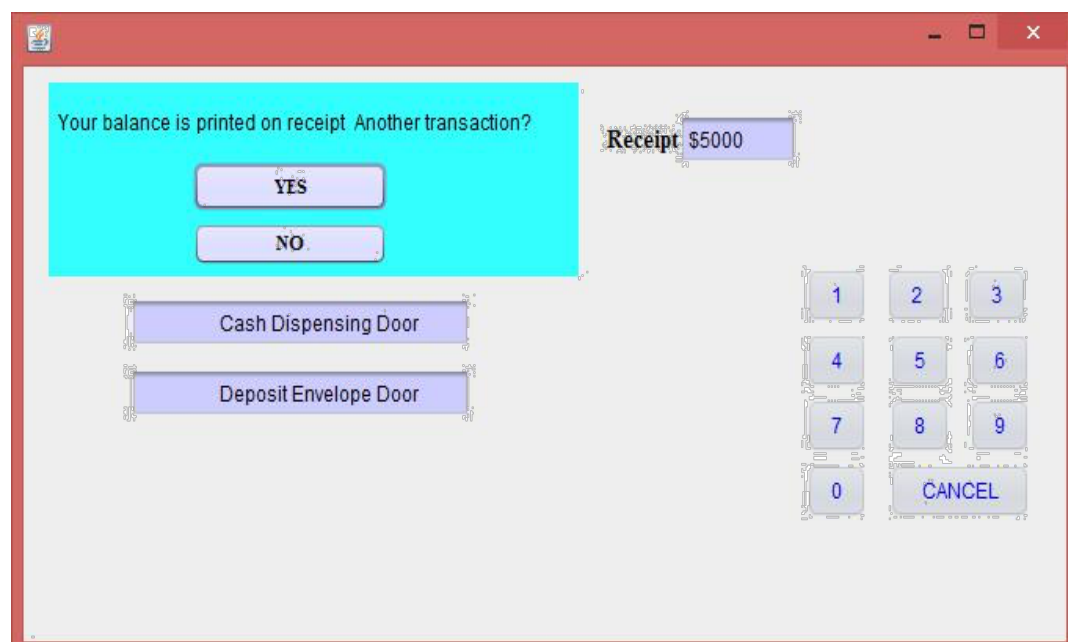 Your balance is printed on receipt Another transaction?
YES
NO
Receipt $5000
Cash Dispensing Door
Deposit Envelope Door
1 2 3
4 5 6
7 8 9
0 CANCEL